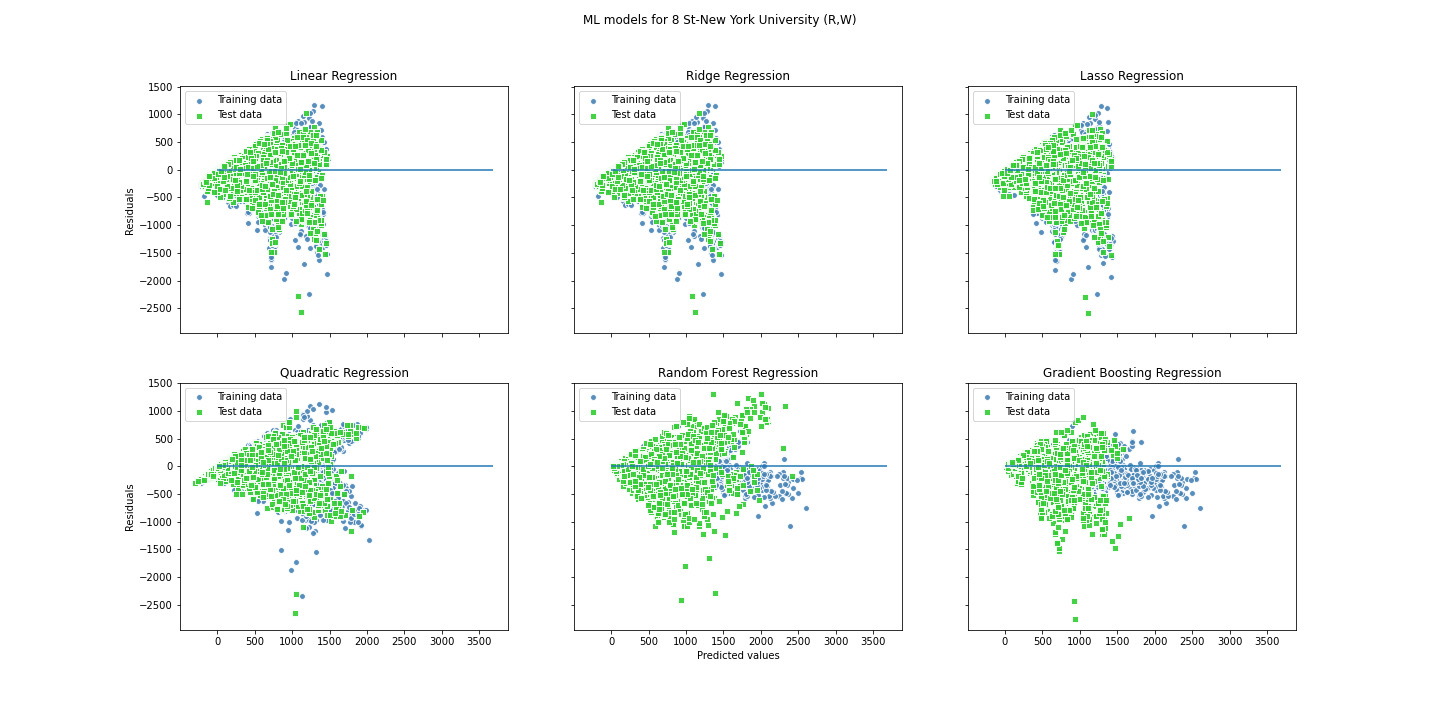 ML models for 8 St-New York University (R,W)
Linear Regression
Ridge Regression
Lasso Regression
Training data
Test data
Training data
Test data
Training data
Test data
1500
1000
500
0
−500
−1000
−1500
−2000
−2500
Residuals
Quadratic Regression
Random Forest Regression
Gradient Boosting Regression
Training data
Test data
Training data
Test data
Training data
Test data
1500
1000
500
0
−500
−1000
−1500
−2000
−2500
Residuals
0 500 1000 1500 2000 2500 3000 3500
0 500 1000 1500 2000 2500 3000 3500
0 500 1000 1500 2000 2500 3000 3500
Predicted values